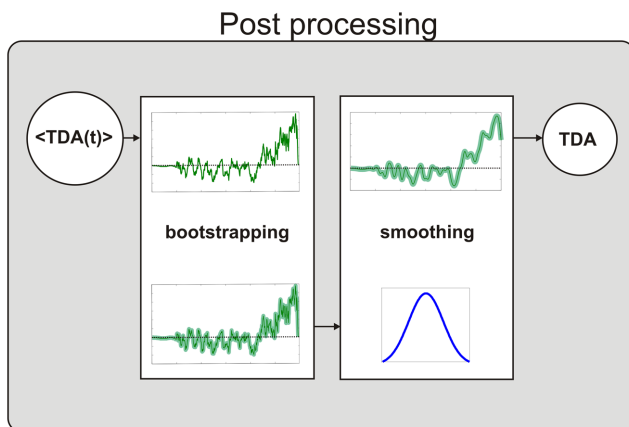 Post processing
<TDA(t)>
TDA
bootstrapping
smoothing